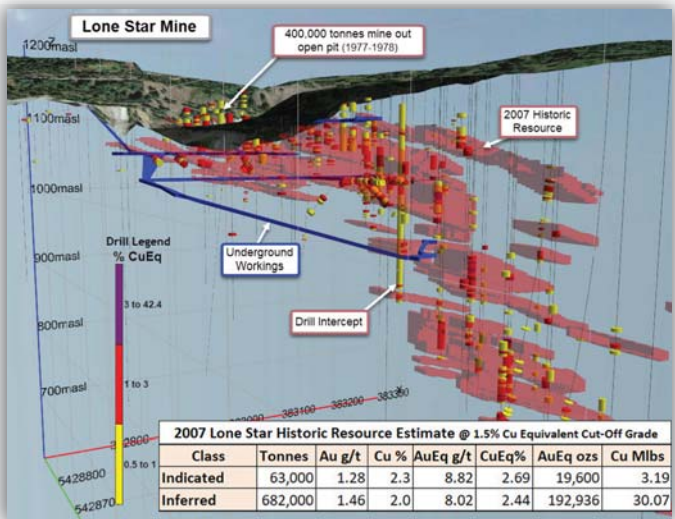 Lone Star Mine
400,000 tonnes mine out
open pit (1977-1978)
1200masl
Z
1100masl
2007 Historic
Resource
1000masl
Drill Legend
% CuEq
Underground
Workings
900masl
3 to 42.4
Drill Intercept
800masl
1 to 3
700masl
383100
383200
383300
X
0.5 to 1
5428800
542870
2007 Lone Star Historic Resource Estimate @ 1.5% Cu Equivalent Cut-Off Grade
Class Tonnes Au g/t Cu % AuEq g/t CuEq% AuEq ozs Cu Mlbs
Indicated 63,000 1.28 2.3 8.82 2.69 19,600 3.19
Inferred 682,000 1.46 2.0 8.02 2.44 192,936 30.07